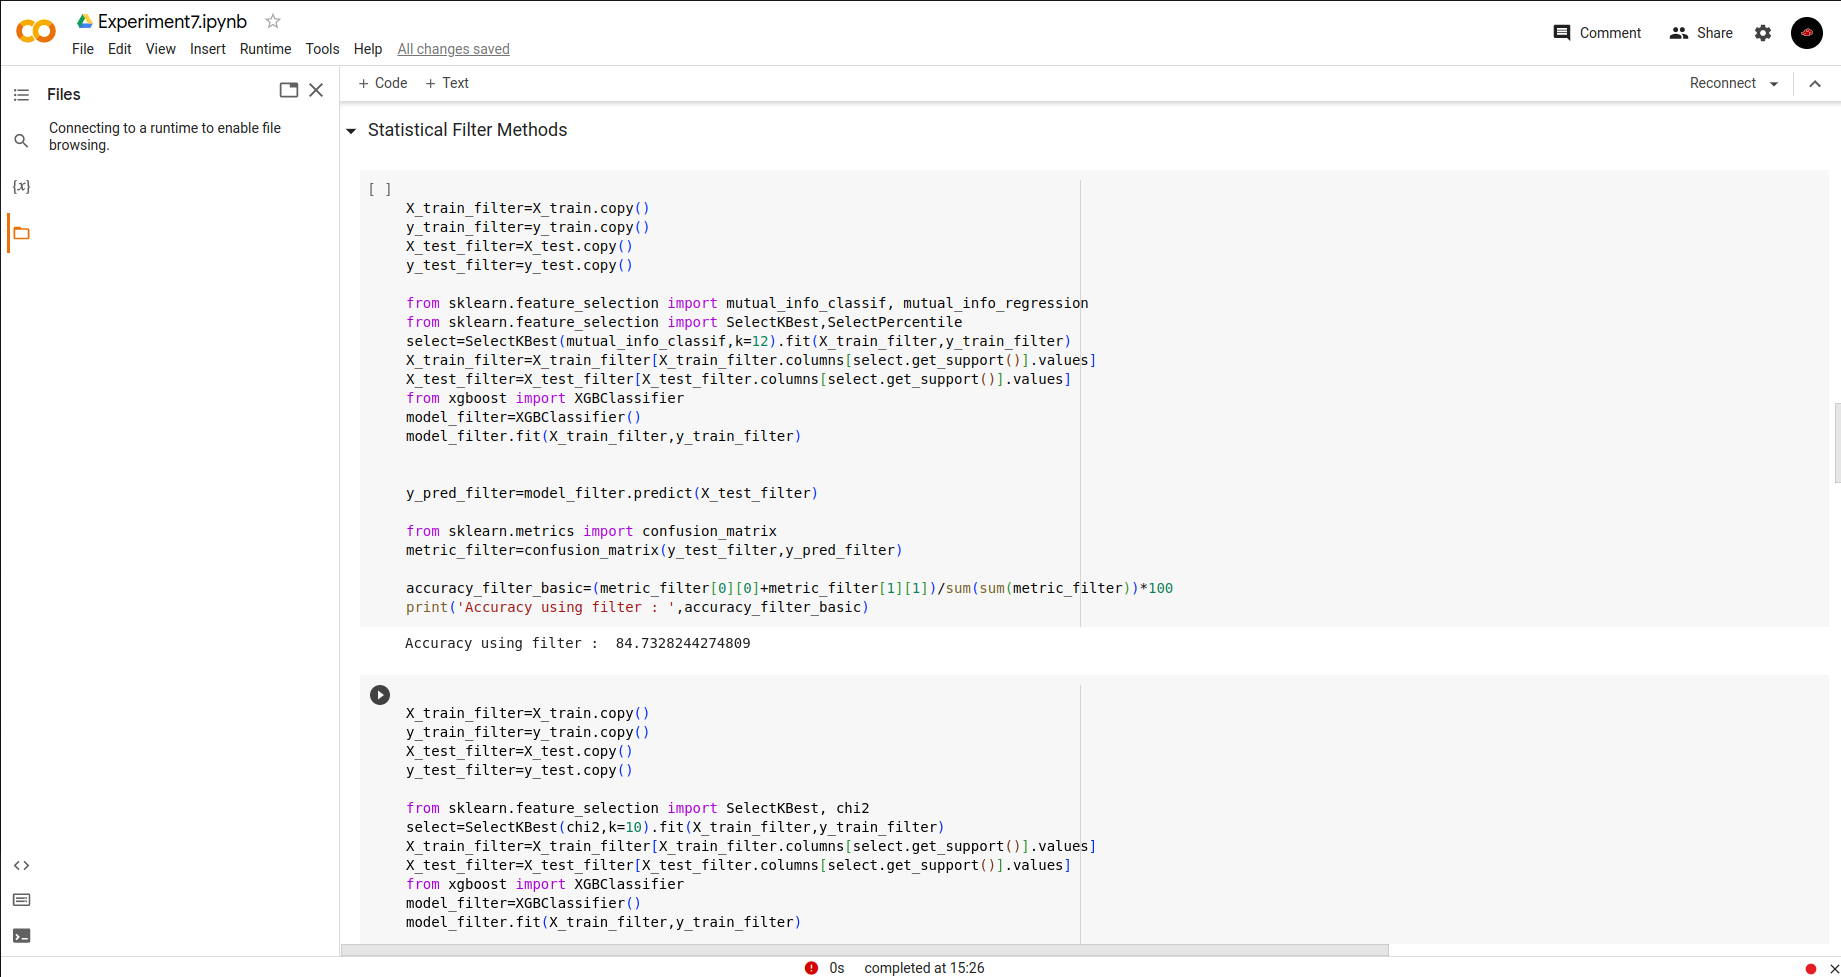 Experiment7.ipynb
File Edit View Insert Runtime Tools Help All changes saved
Comment Share
Files
Connecting to a runtime to enable file
browsing.
{x}
+ Code + Text
Reconnect
Statistical Filter Methods
[ ]
X_train_filter=X_train.copy()
y_train_filter=y_train.copy()
X_test_filter=X_test.copy()
y_test_filter=y_test.copy()
from sklearn.feature_selection import mutual_info_classif, mutual_info_regression
from sklearn.feature_selection import SelectKBest,SelectPercentile
select=SelectKBest(mutual_info_classif,k=12).fit(X_train_filter,y_train_filter)
X_train_filter=X_train_filter[X_train_filter.columns[select.get_support()].values]
X_test_filter=X_test_filter[X_test_filter.columns[select.get_support()].values]
from xgboost import XGBClassifier
model_filter=XGBClassifier()
model_filter.fit(X_train_filter,y_train_filter)
y_pred_filter=model_filter.predict(X_test_filter)
from sklearn.metrics import confusion_matrix
metric_filter=confusion_matrix(y_test_filter,y_pred_filter)
accuracy_filter_basic=(metric_filter[0][0]+metric_filter[1][1])/sum(sum(metric_filter))*100
print('Accuracy using filter : ',accuracy_filter_basic)
Accuracy using filter :  84.7328244274809
X_train_filter=X_train.copy()
y_train_filter=y_train.copy()
X_test_filter=X_test.copy()
y_test_filter=y_test.copy()
from sklearn.feature_selection import SelectKBest, chi2
select=SelectKBest(chi2,k=10).fit(X_train_filter,y_train_filter)
X_train_filter=X_train_filter[X_train_filter.columns[select.get_support()].values]
X_test_filter=X_test_filter[X_test_filter.columns[select.get_support()].values]
from xgboost import XGBClassifier
model_filter=XGBClassifier()
model_filter.fit(X_train_filter,y_train_filter)
0s completed at 15:26